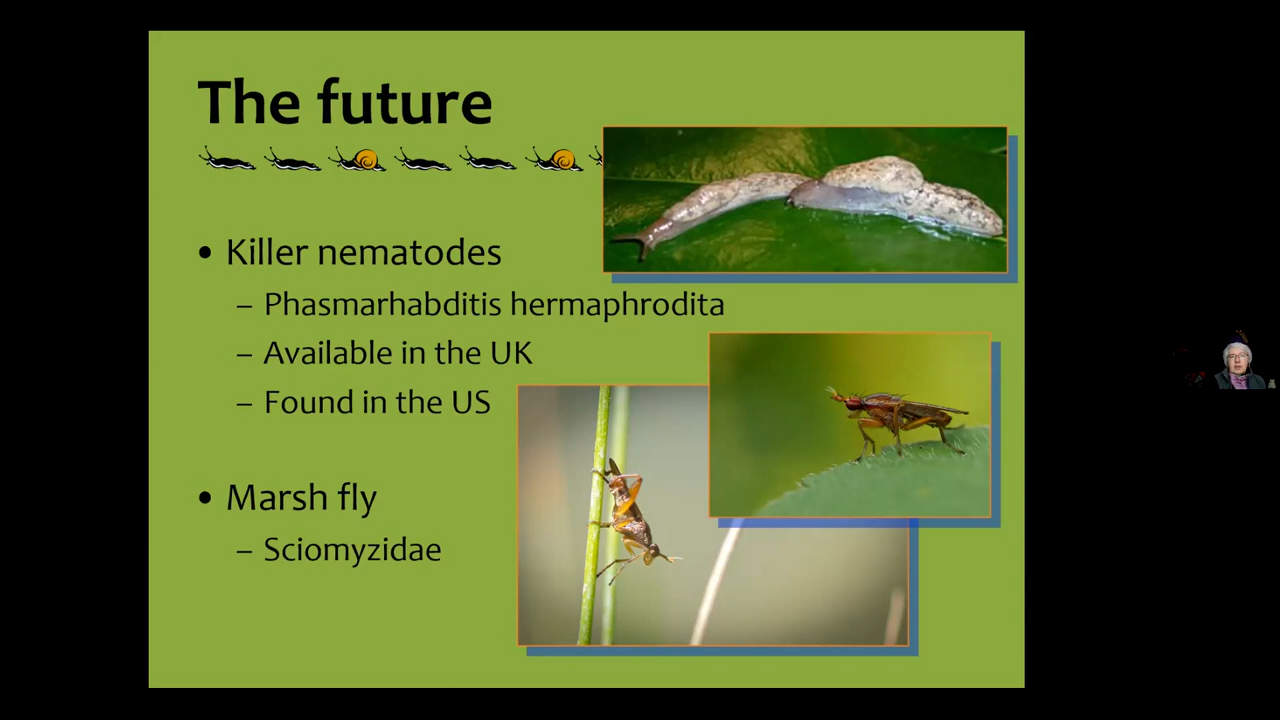 The future
• Killer nematodes
– Phasmarhabditis hermaphrodita
– Available in the UK
– Found in the US
• Marsh fly
– Sciomyzidae